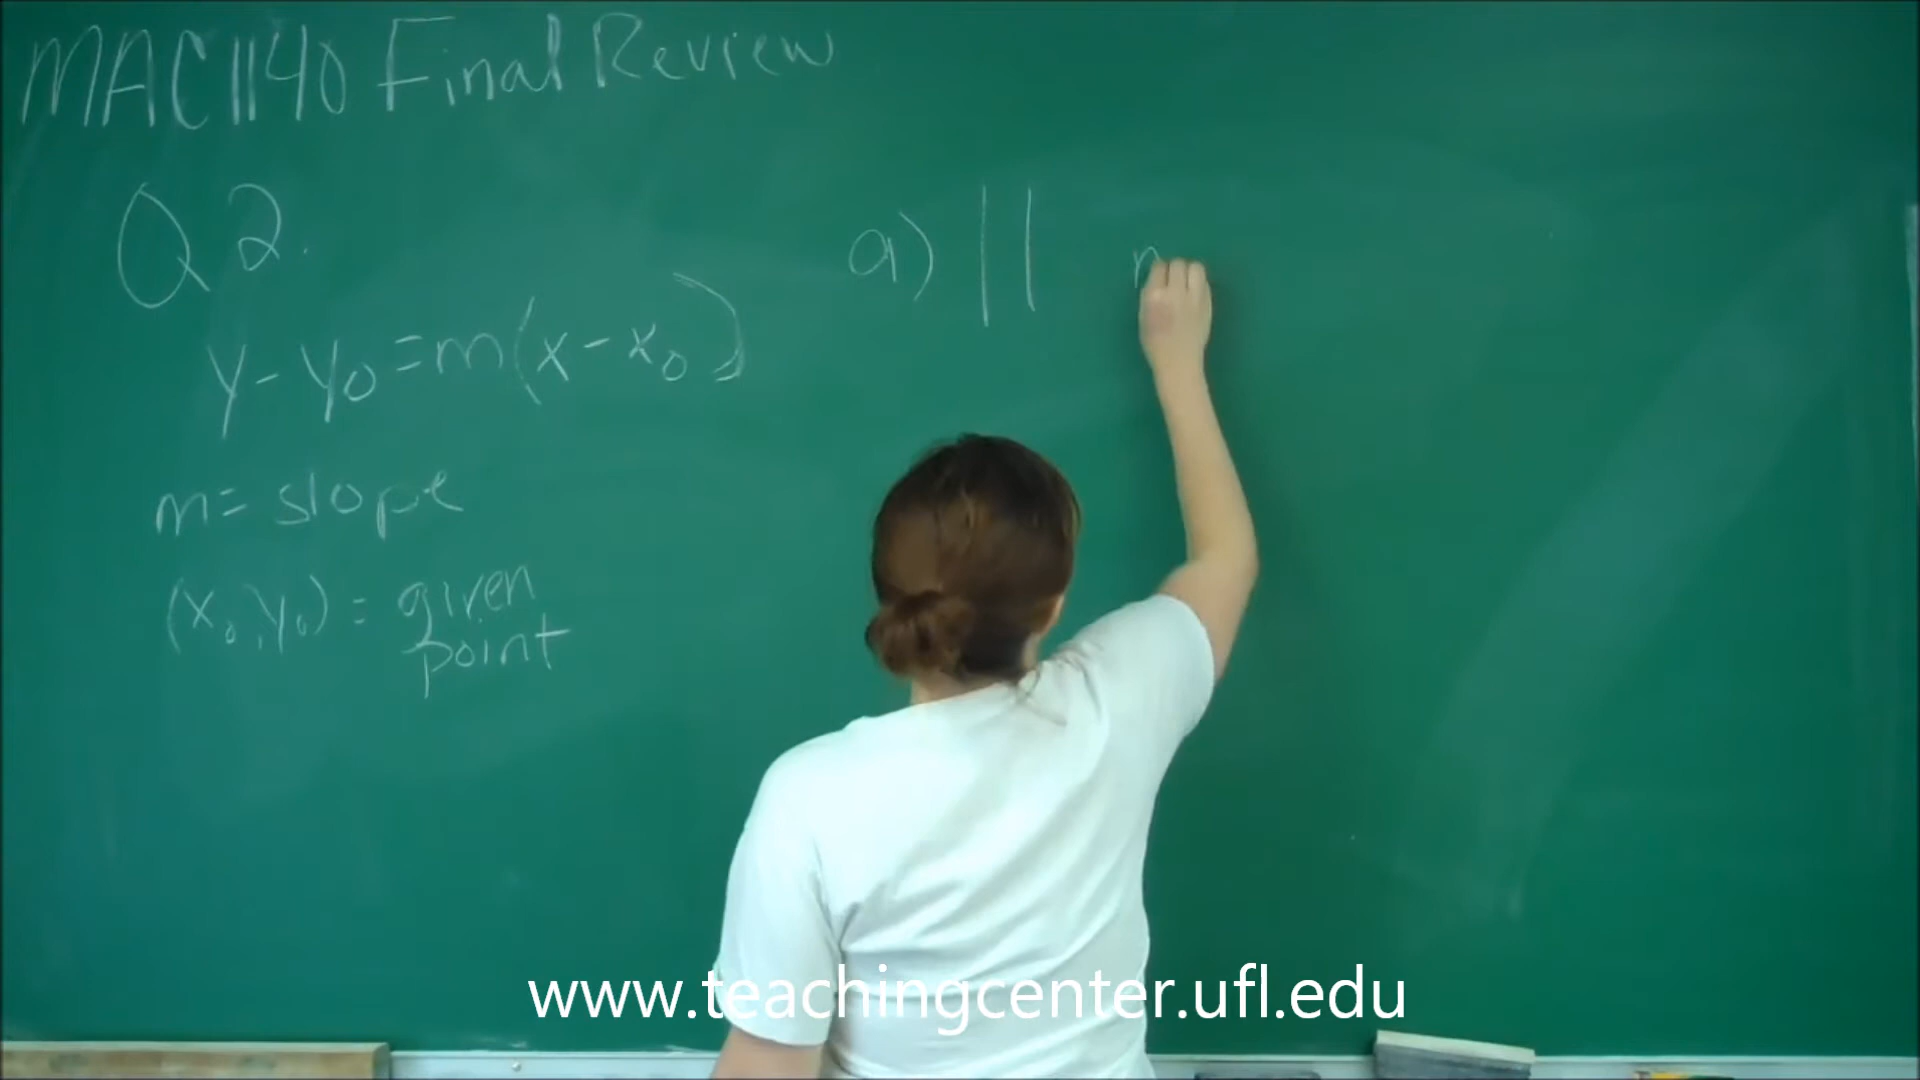 MAC1140 Final Review
Q2.
y-y₀=m(x-x₀)
m=slope
(x₀,y₀)= given
point
a) ||
www.teachingcenter.ufl.edu